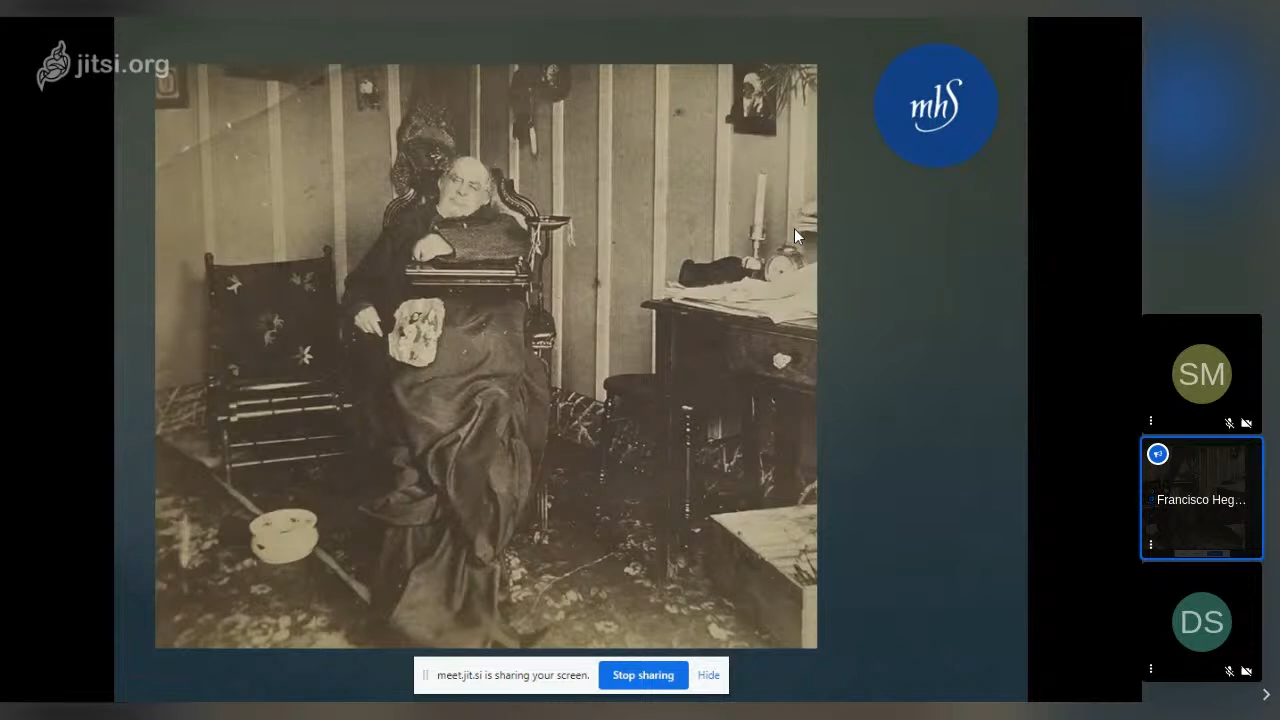 jitsi.org
mhS
SM
Francisco Heg...
DS
meet.jit.si is sharing your screen.
Stop sharing
Hide